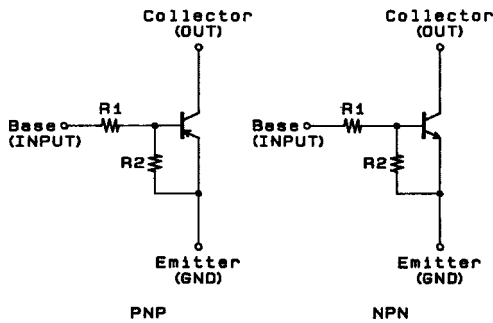 Collector
(OUT)
R1
Base
(INPUT)
R2
Emitter
(GND)
PNP
Collector
(OUT)
R1
Base
(INPUT)
R2
Emitter
(GND)
NPN